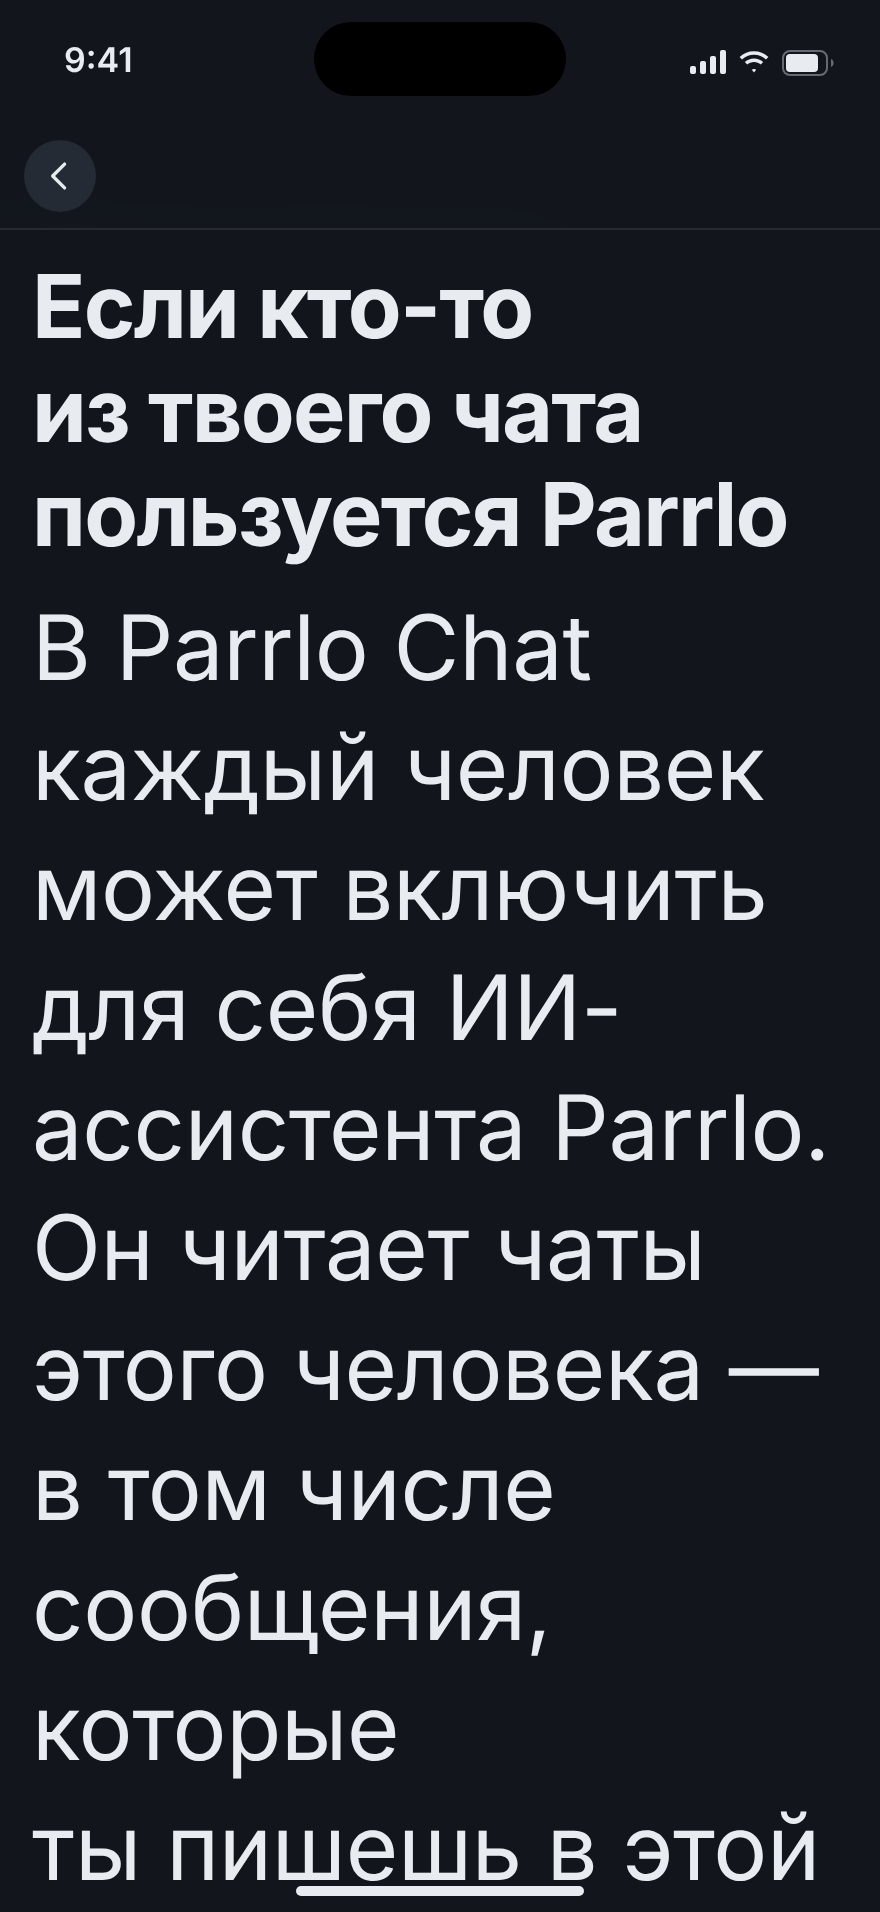 9:41
Если кто-то
из твоего чата
пользуется Parrlo
В Parrlo Chat
каждый человек
может включить
для себя ИИ-
ассистента Parrlo.
Он читает чаты
этого человека —
в том числе
сообщения,
которые
ты пишешь в этой